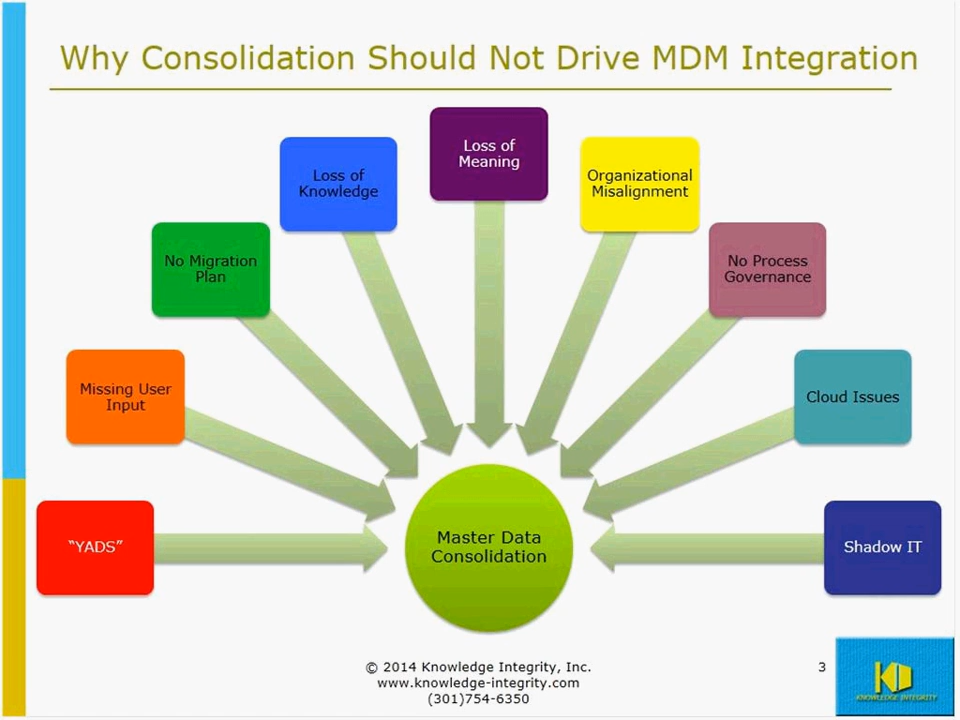 Why Consolidation Should Not Drive MDM Integration
Loss of
Meaning
Loss of
Knowledge
Organizational
Misalignment
No Migration
Plan
No Process
Governance
Missing User
Input
Cloud Issues
"YADS"
Master Data
Consolidation
Shadow IT
© 2014 Knowledge Integrity, Inc.
www.knowledge-integrity.com
(301)754-6350
3
KNOWLEDGE INTEGRITY